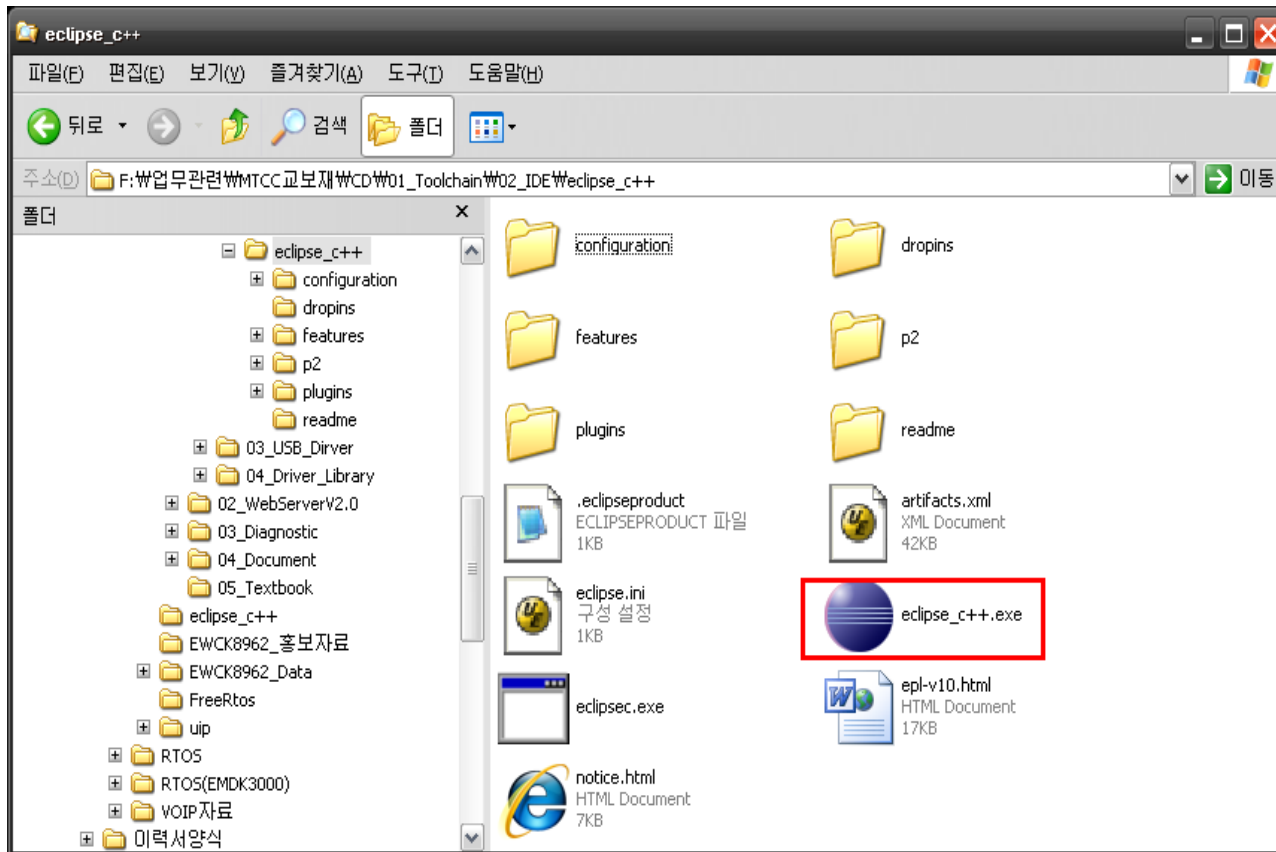 eclipse_c++
파일(F) 편집(E) 보기(V) 즐겨찾기(A) 도구(T) 도움말(H)
뒤로 검색 폴더
주소(D) F:₩업무관련₩MTCC교보재₩CD₩01_Toolchain₩02_IDE₩eclipse_c++ 이동
폴더
eclipse_c++
configuration
dropins
features
p2
plugins
readme
03_USB_Dirver
04_Driver_Library
02_WebServerV2.0
03_Diagnostic
04_Document
05_Textbook
eclipse_c++
EWCK8962_홍보자료
EWCK8962_Data
FreeRtos
uip
RTOS
RTOS(EMDK3000)
VOIP자료
이력서양식
configuration
dropins
features
p2
plugins
readme
.eclipseproduct
ECLIPSEPRODUCT 파일
1KB
artifacts.xml
XML Document
42KB
eclipse.ini
구성 설정
1KB
eclipse_c++.exe
eclipsec.exe
epl-v10.html
HTML Document
17KB
notice.html
HTML Document
7KB